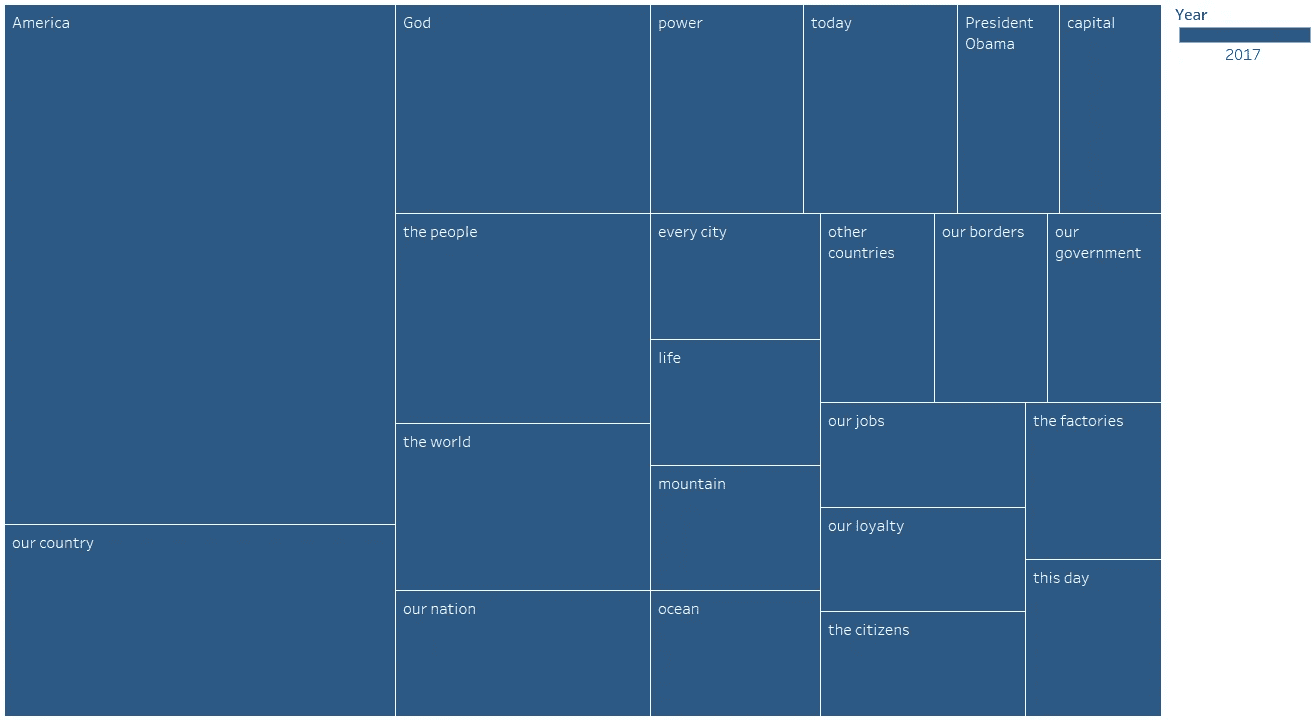 America
God
power
today
President
Obama
capital
Year
2017
the people
every city
other
countries
our borders
our
government
life
our jobs
the factories
the world
mountain
our loyalty
our country
this day
our nation
ocean
the citizens